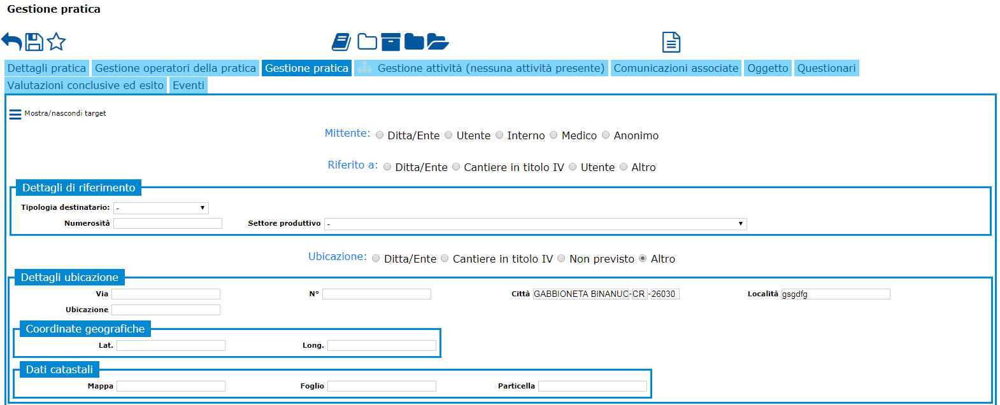 Gestione pratica
Dettagli pratica Gestione operatori della pratica Gestione pratica Gestione attività (nessuna attività presente) Comunicazioni associate Oggetto Questionari
Valutazioni conclusive ed esito Eventi
Mostra/nascondi target
Mittente: Ditta/Ente Utente Interno Medico Anonimo
Riferito a: Ditta/Ente Cantiere in titolo IV Utente Altro
Dettagli di riferimento
Tipologia destinatario: -
Numerosità Settore produttivo -
Ubicazione: Ditta/Ente Cantiere in titolo IV Non previsto Altro
Dettagli ubicazione
Via N° Città GABBIONETA BINANUC-CR -26030 Località gsgdfg
Ubicazione
Coordinate geografiche
Lat. Long.
Dati catastali
Mappa Foglio Particella